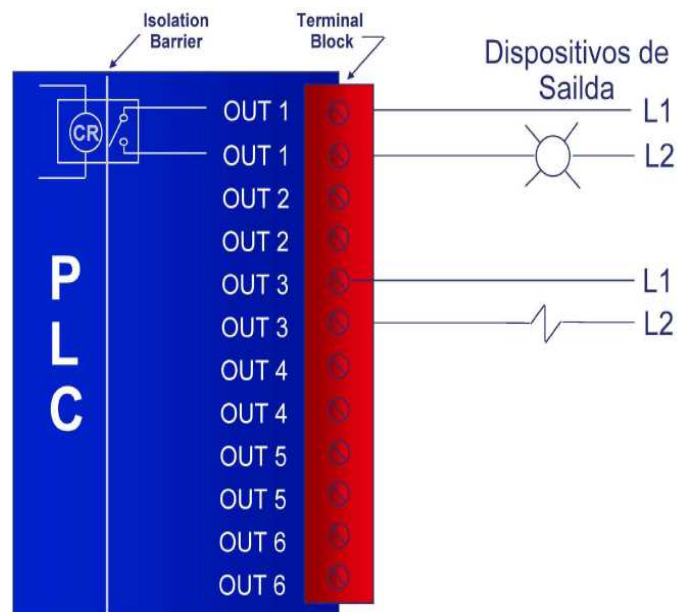 Isolation
Barrier
Terminal
Block
Dispositivos de
Sailda
CR
OUT 1
L1
OUT 1
L2
OUT 2
OUT 2
OUT 3
L1
OUT 3
L2
OUT 4
OUT 4
OUT 5
OUT 5
OUT 6
OUT 6
P
L
C